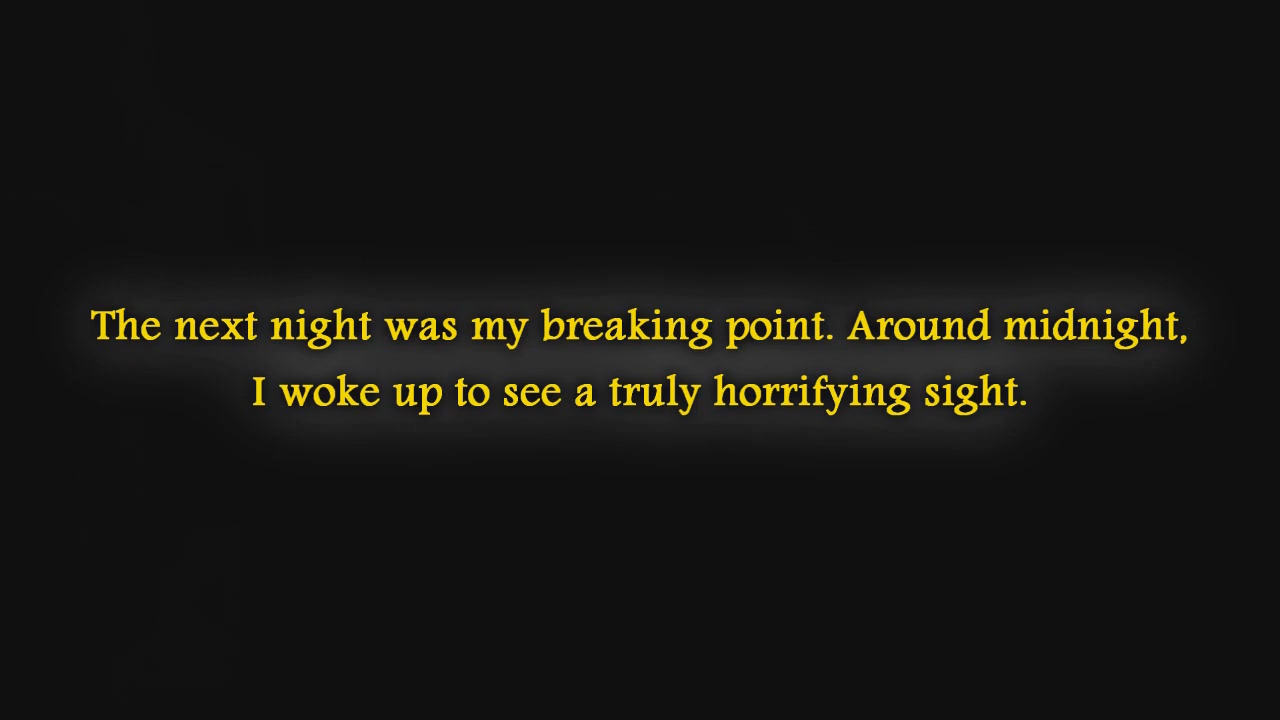 The next night was my breaking point. Around midnight,
I woke up to see a truly horrifying sight.